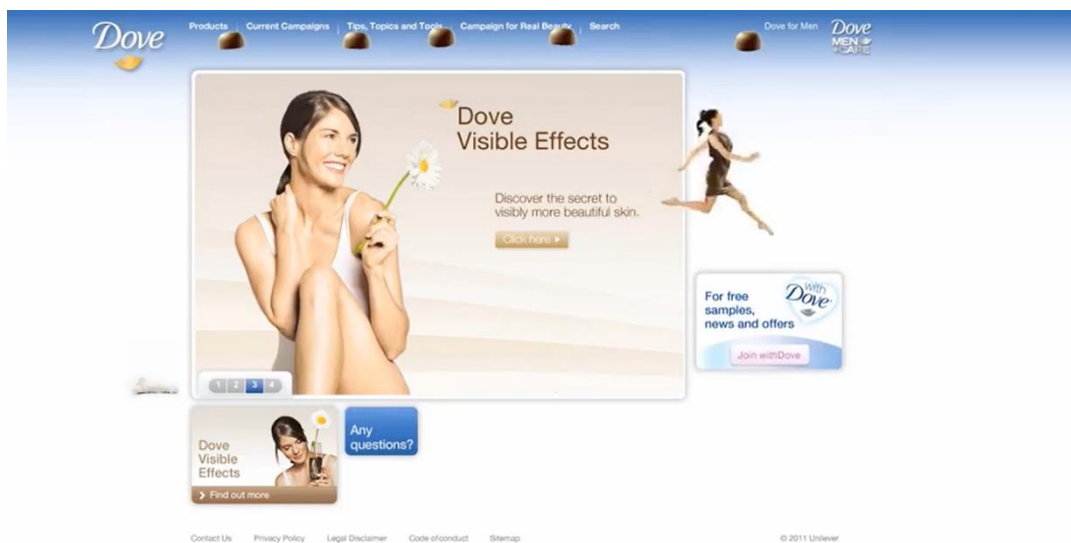 Dove
Products
Current Campaigns
Tips, Topics and Tools
Campaign for Real Beauty
Search
Dove for Men
Dove
MEN
+CARE
Dove
Visible Effects
Discover the secret to
visibly more beautiful skin.
Click here
For free
samples,
news and offers
with
Dove
Join withDove
1 2 3 4
Dove
Visible
Effects
Find out more
Any
questions?
Contact Us
Privacy Policy
Legal Disclaimer
Code of conduct
Sitemap
© 2011 Unilever